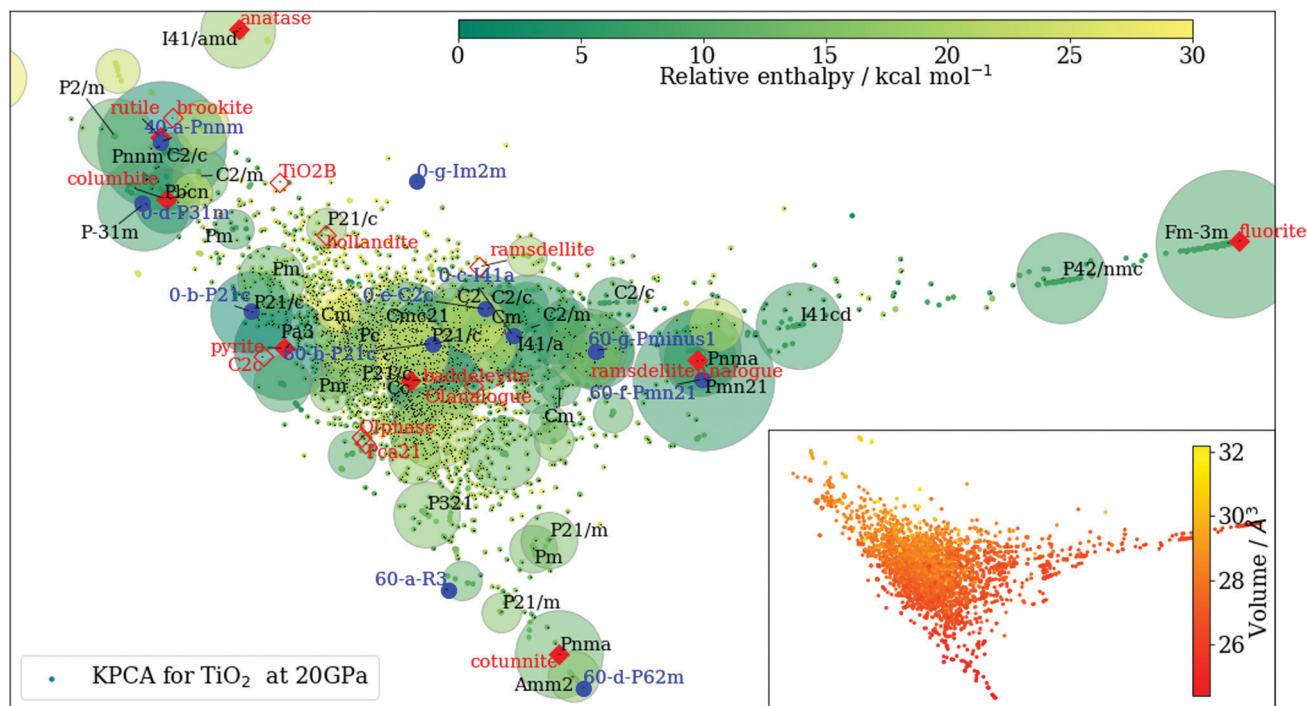 anatase
I41/amd
0 5 10 15 20 25 30
Relative enthalpy / kcal mol⁻¹
P2/m
rutile brookite
40-a-Pnnm
Pnnm C2/c
columbite C2/m
Pbcn
0-d-P31m
P-31m
Pm
TiO2B
0-g-Im2m
P21/c
hollandite
ramsdellite
Fm-3m fluorite
P42/nmc
Pm
0-c-I41a
0-b-P21c P21/c
0-e-C2c C2 C2/c
C2/c
Cm Cmc21 Cm C2/m
I41cd
Pa3 Pc P21/c I41/a
pyrite
C2c
60-b-P21c
60-g-Pminus1
Pnma
P21/c baddeleyite
ramsdelliteAnalogue
Pm Cc OIanalogue
60-f-Pmn21 Pmn21
Cm
OIphase
Pca21
P321
P21/m
Pm
60-a-R3
P21/m
Pnma
cotunnite
Amm2 60-d-P62m
KPCA for TiO₂ at 20GPa
32
30
28
26
Volume / Å³